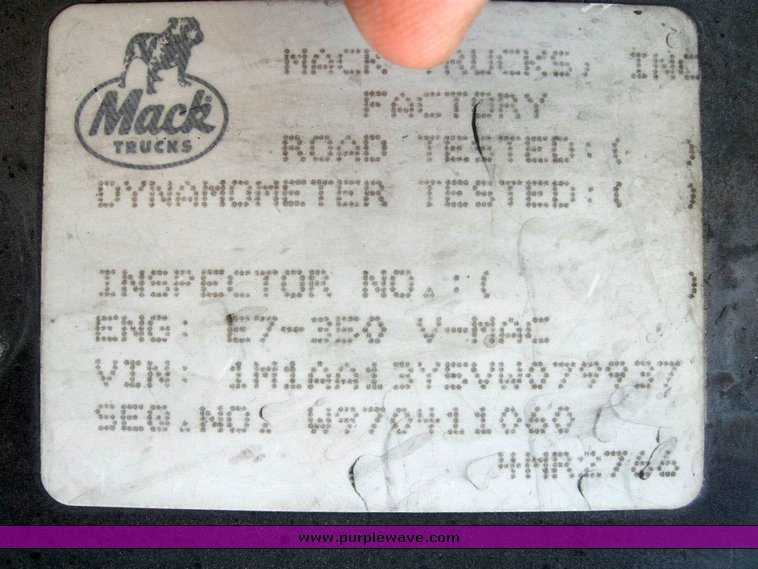 Mack
TRUCKS
MACK TRUCKS, INC
FACTORY
ROAD TESTED:( )
DYNAMOMETER TESTED:( )
INSPECTOR NO.:( )
ENG: E7-350 V-MAC
VIN: 1M1AA13Y5VW079937
SEQ.NO: W970411060
4MR2766
www.purplewave.com